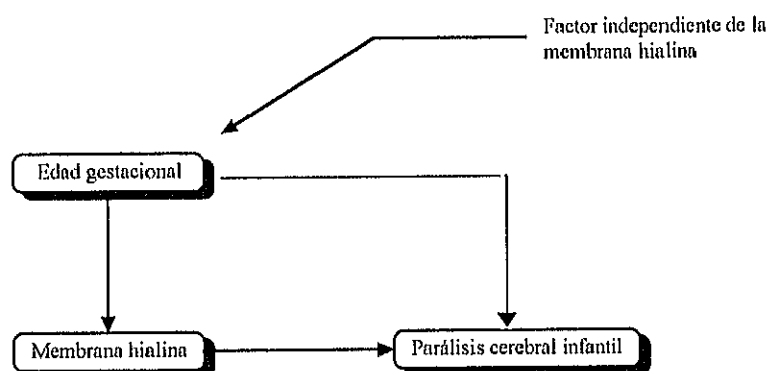 Factor independiente de la
membrana hialina
Edad gestacional
Membrana hialina
Parálisis cerebral infantil